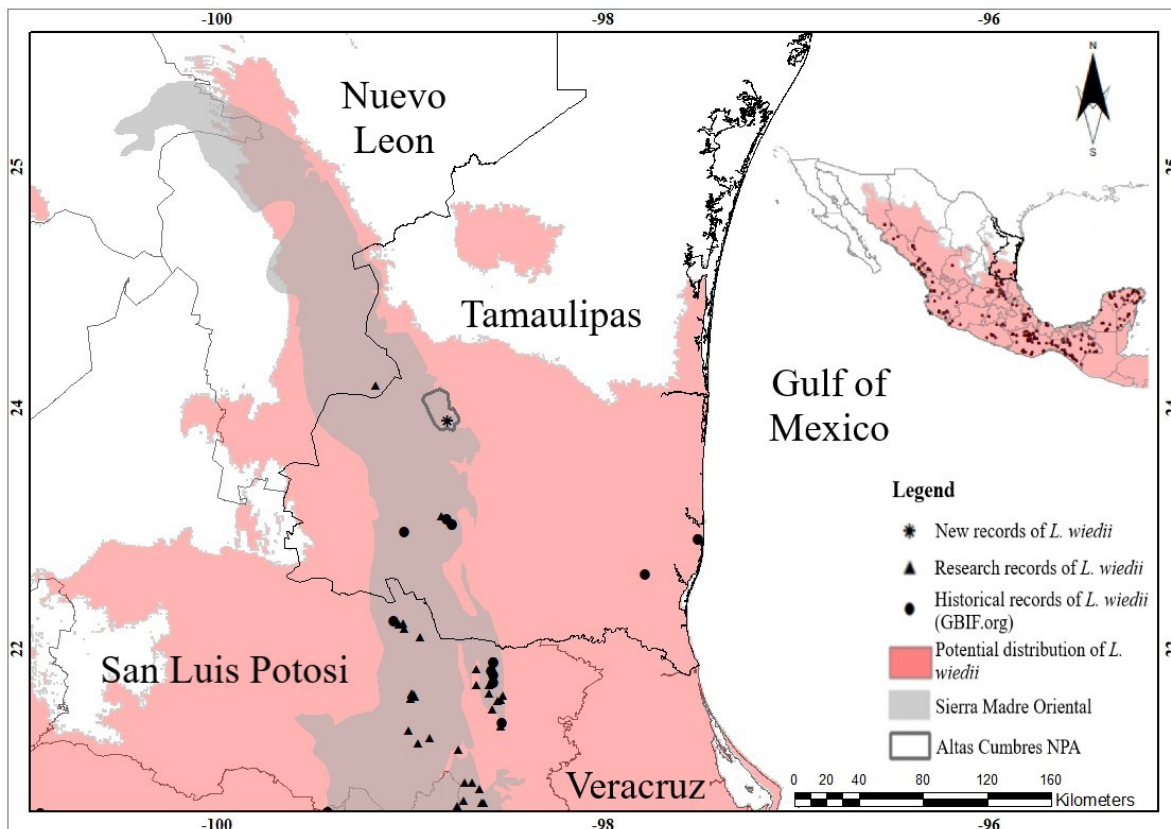 -100
-98
-96
Nuevo
Leon
Tamaulipas
Gulf of
Mexico
San Luis Potosi
Veracruz
N
S
25
24
22
Legend
New records of L. wiedii
Research records of L. wiedii
Historical records of L. wiedii
(GBIF.org)
Potential distribution of L.
wiedii
Sierra Madre Oriental
Altas Cumbres NPA
0 20 40 80 120 160
Kilometers
-100
-98
-96